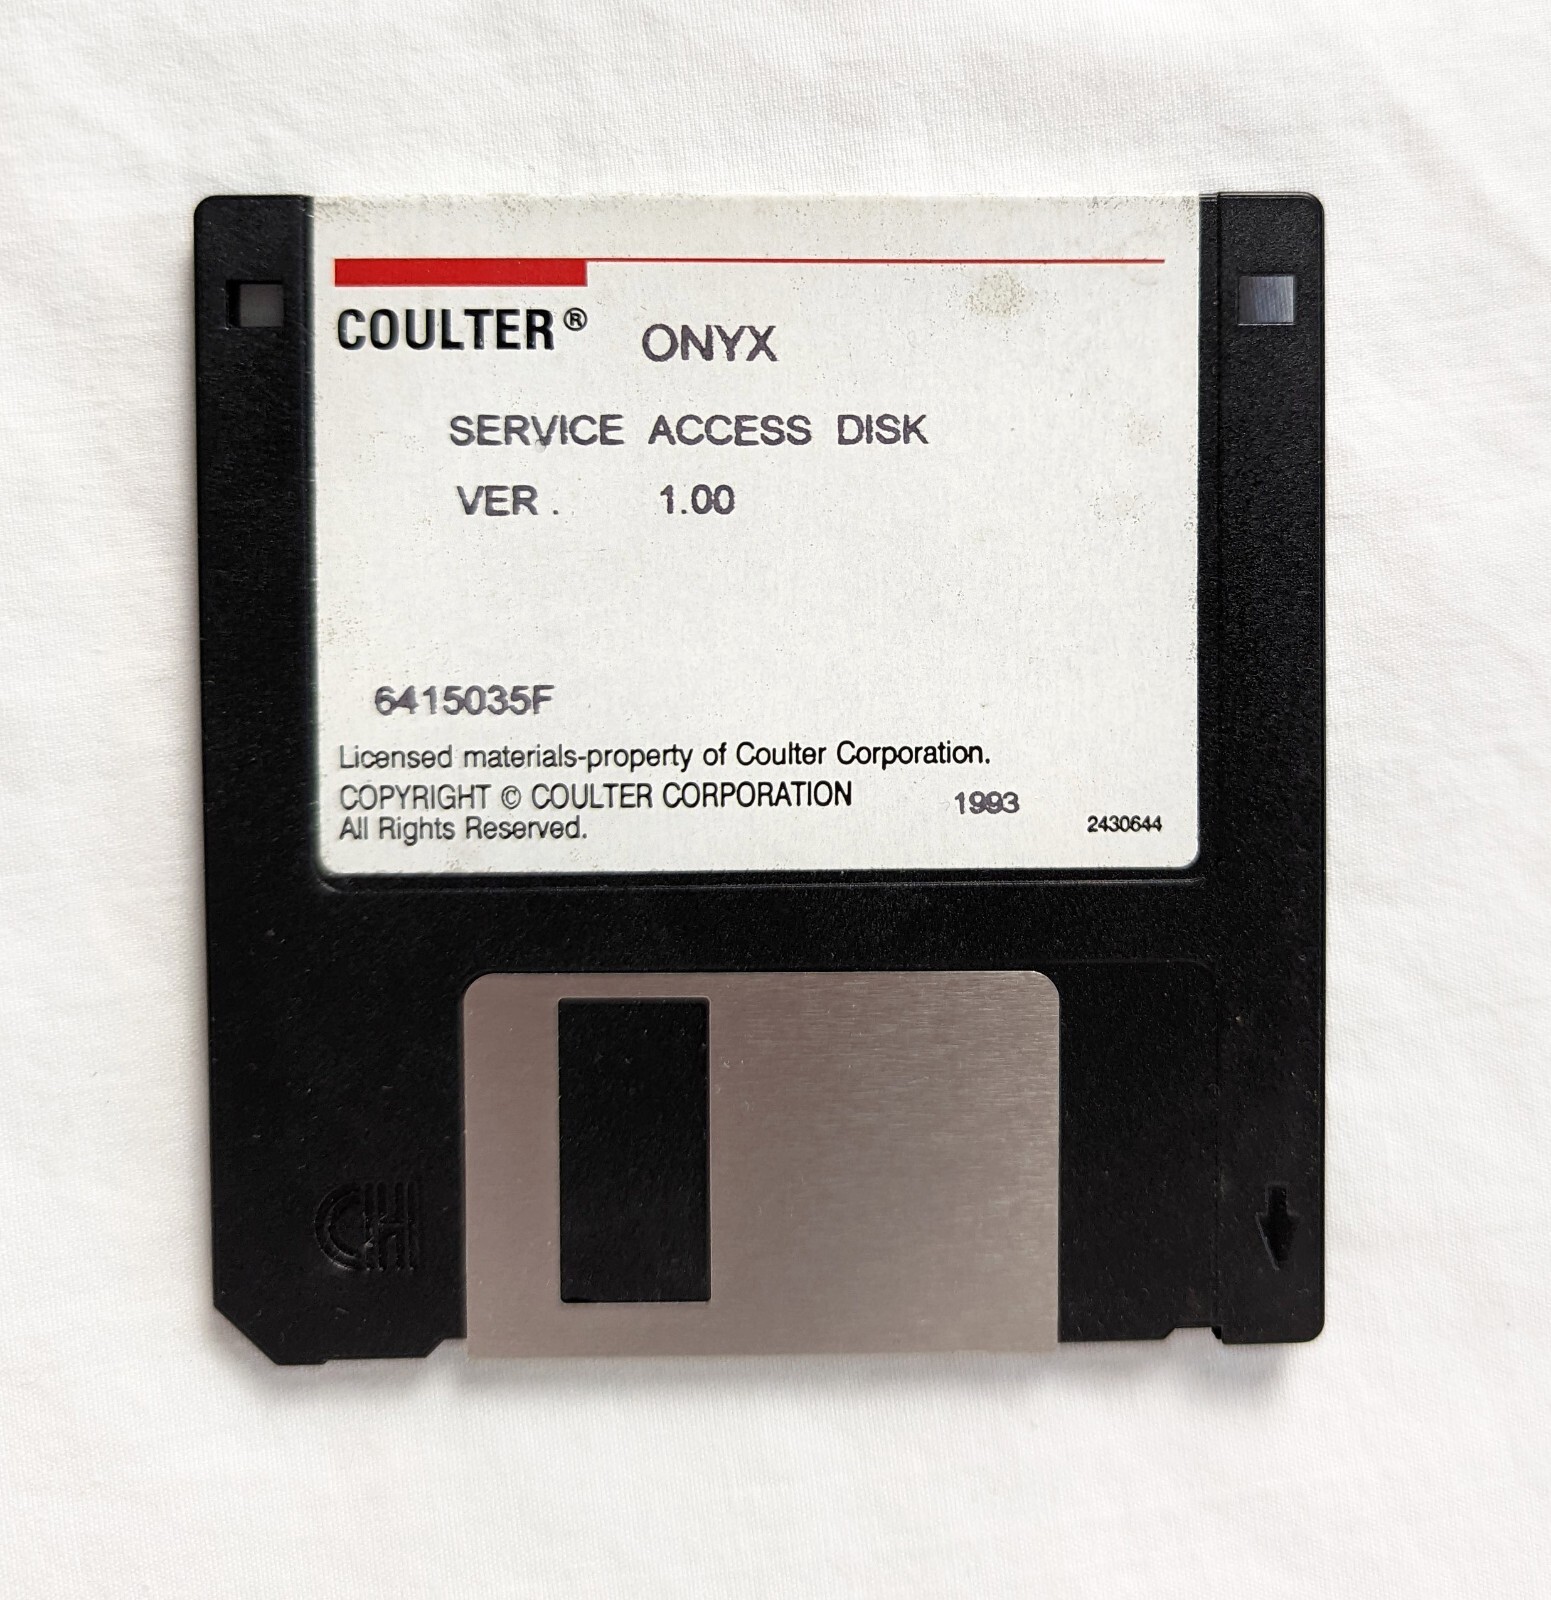 COULTER® ONYX
SERVICE ACCESS DISK
VER. 1.00
6415035F
Licensed materials-property of Coulter Corporation.
COPYRIGHT © COULTER CORPORATION 1993
All Rights Reserved. 2430644